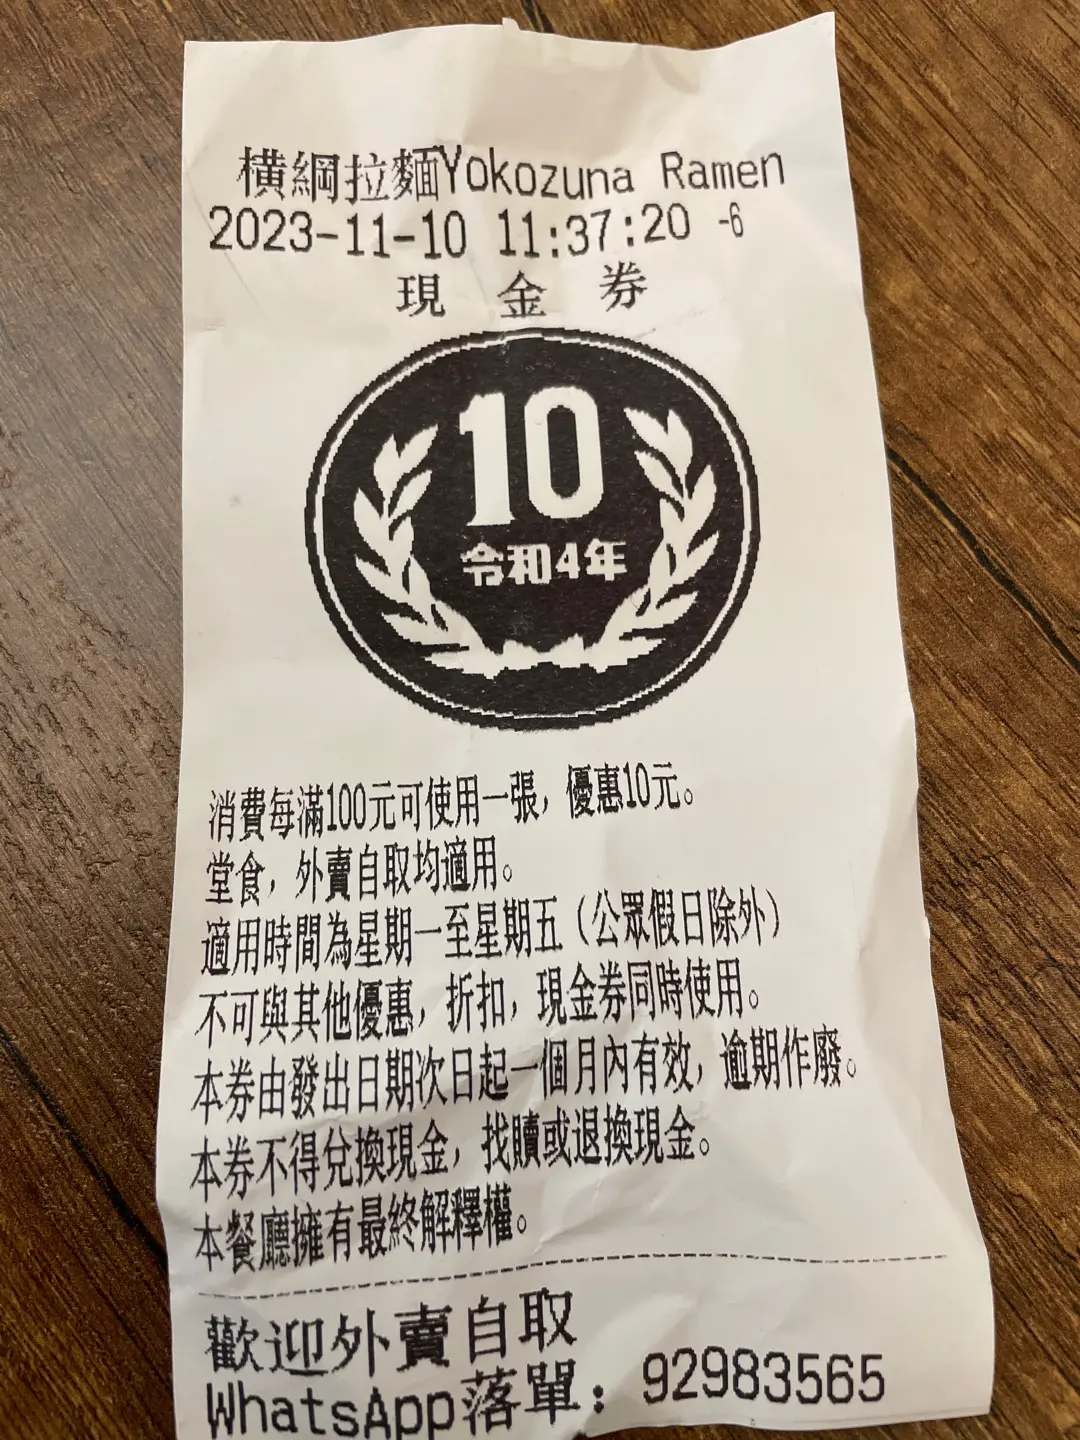 橫綱拉麵Yokozuna Ramen
2023-11-10 11:37:20 -6
現 金 券
10
令和4年
消費每滿100元可使用一張，優惠10元。
堂食，外賣自取均適用。
適用時間為星期一至星期五（公眾假日除外）
不可與其他優惠，折扣，現金券同時使用。
本券由發出日期次日起一個月內有效，逾期作廢。
本券不得兌換現金，找贖或退換現金。
本餐廳擁有最終解釋權。
歡迎外賣自取
WhatsApp落單：92983565